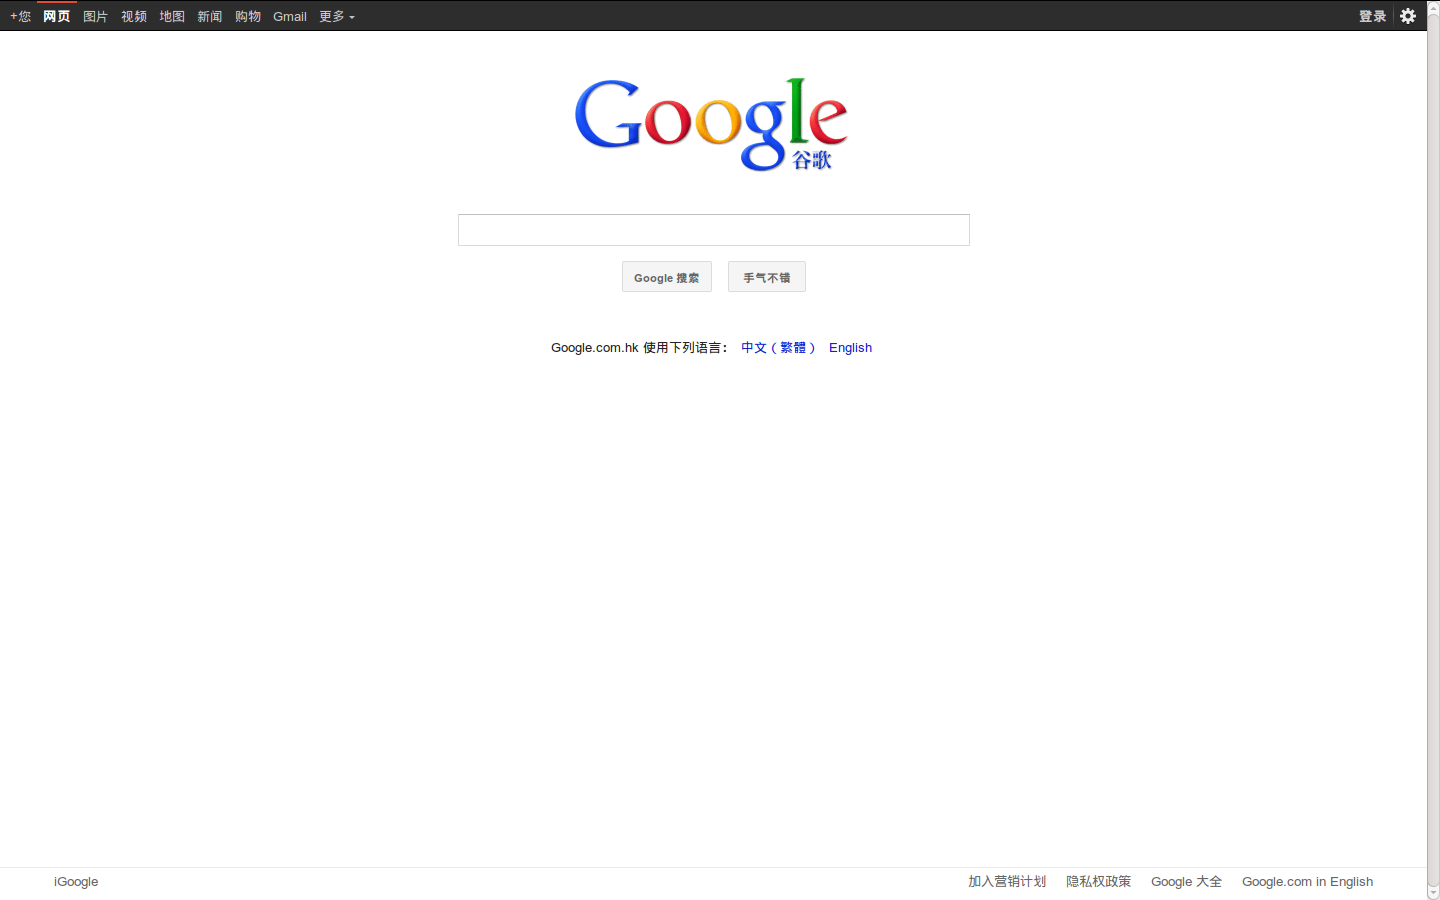 +您 网页 图片 视频 地图 新闻 购物 Gmail 更多 登录
Google
谷歌
Google 搜索 手气不错
Google.com.hk 使用下列语言： 中文（繁體） English
iGoogle 加入营销计划 隐私权政策 Google 大全 Google.com in English